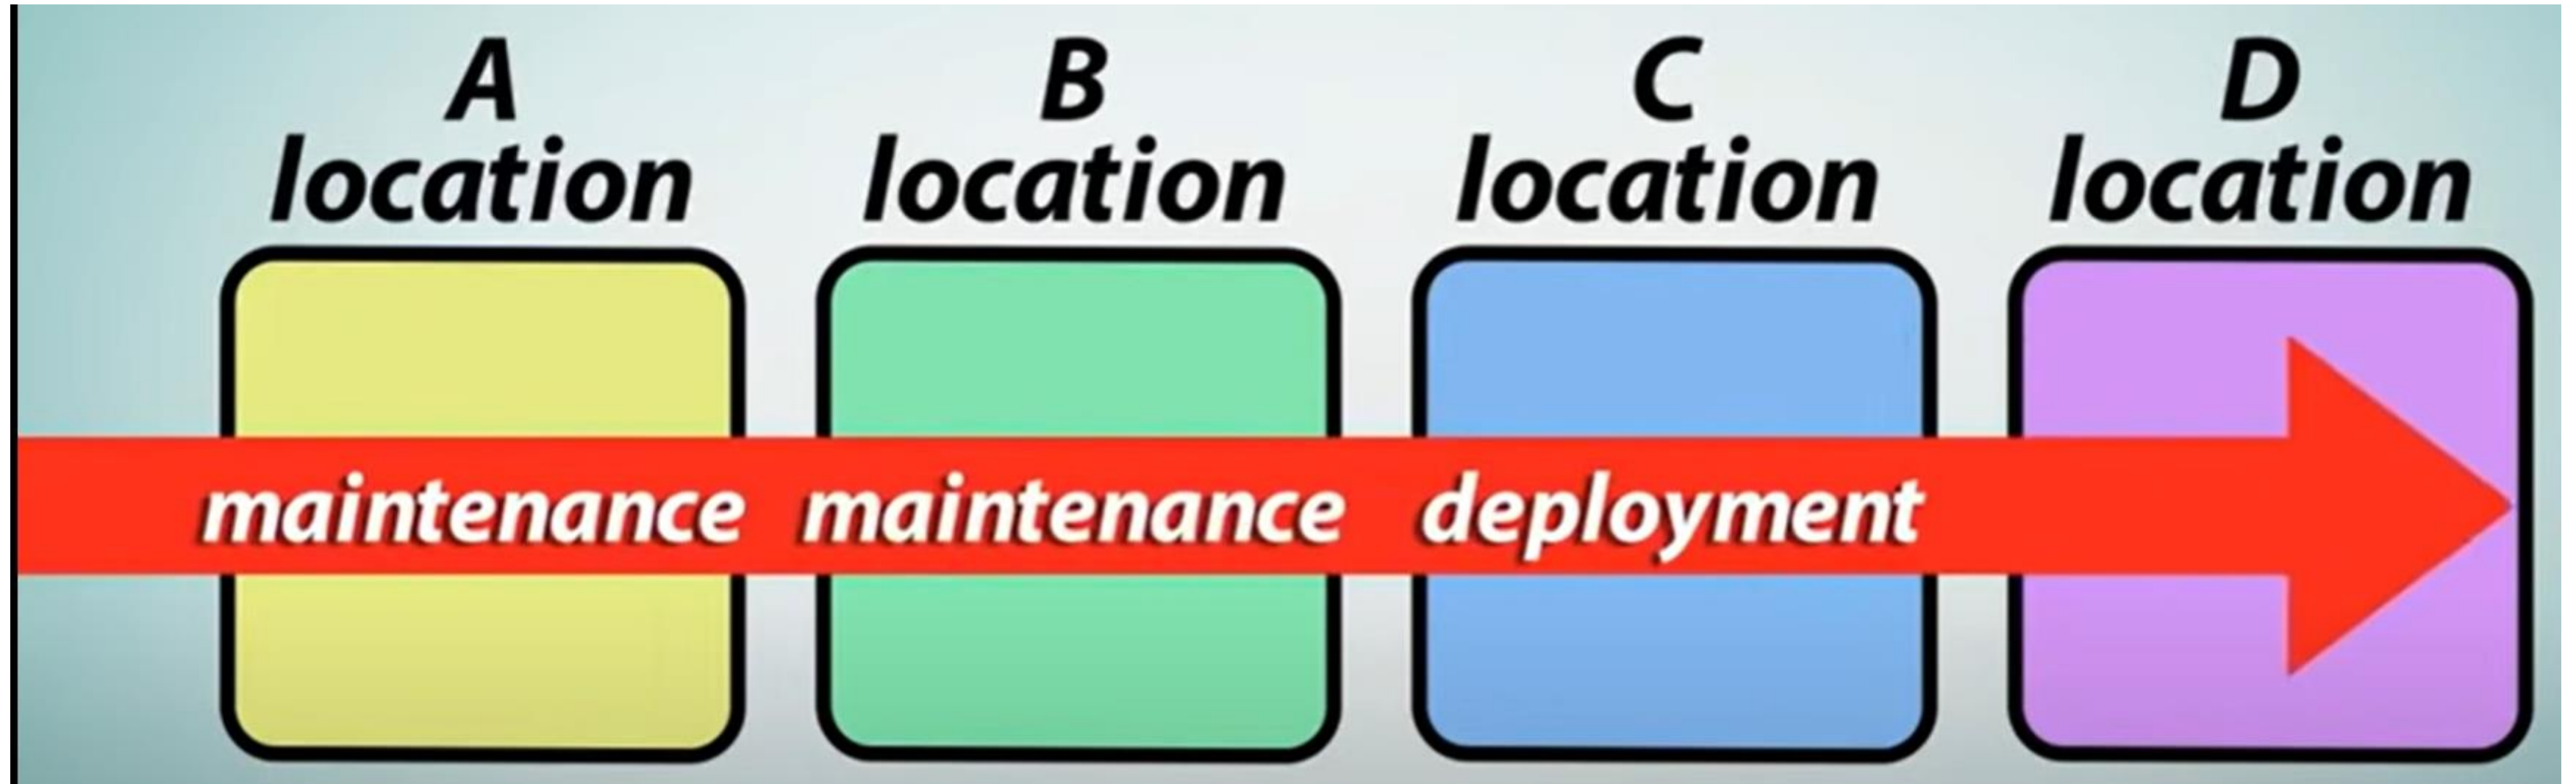 A
location
B
location
C
location
D
location
maintenance
maintenance
deployment